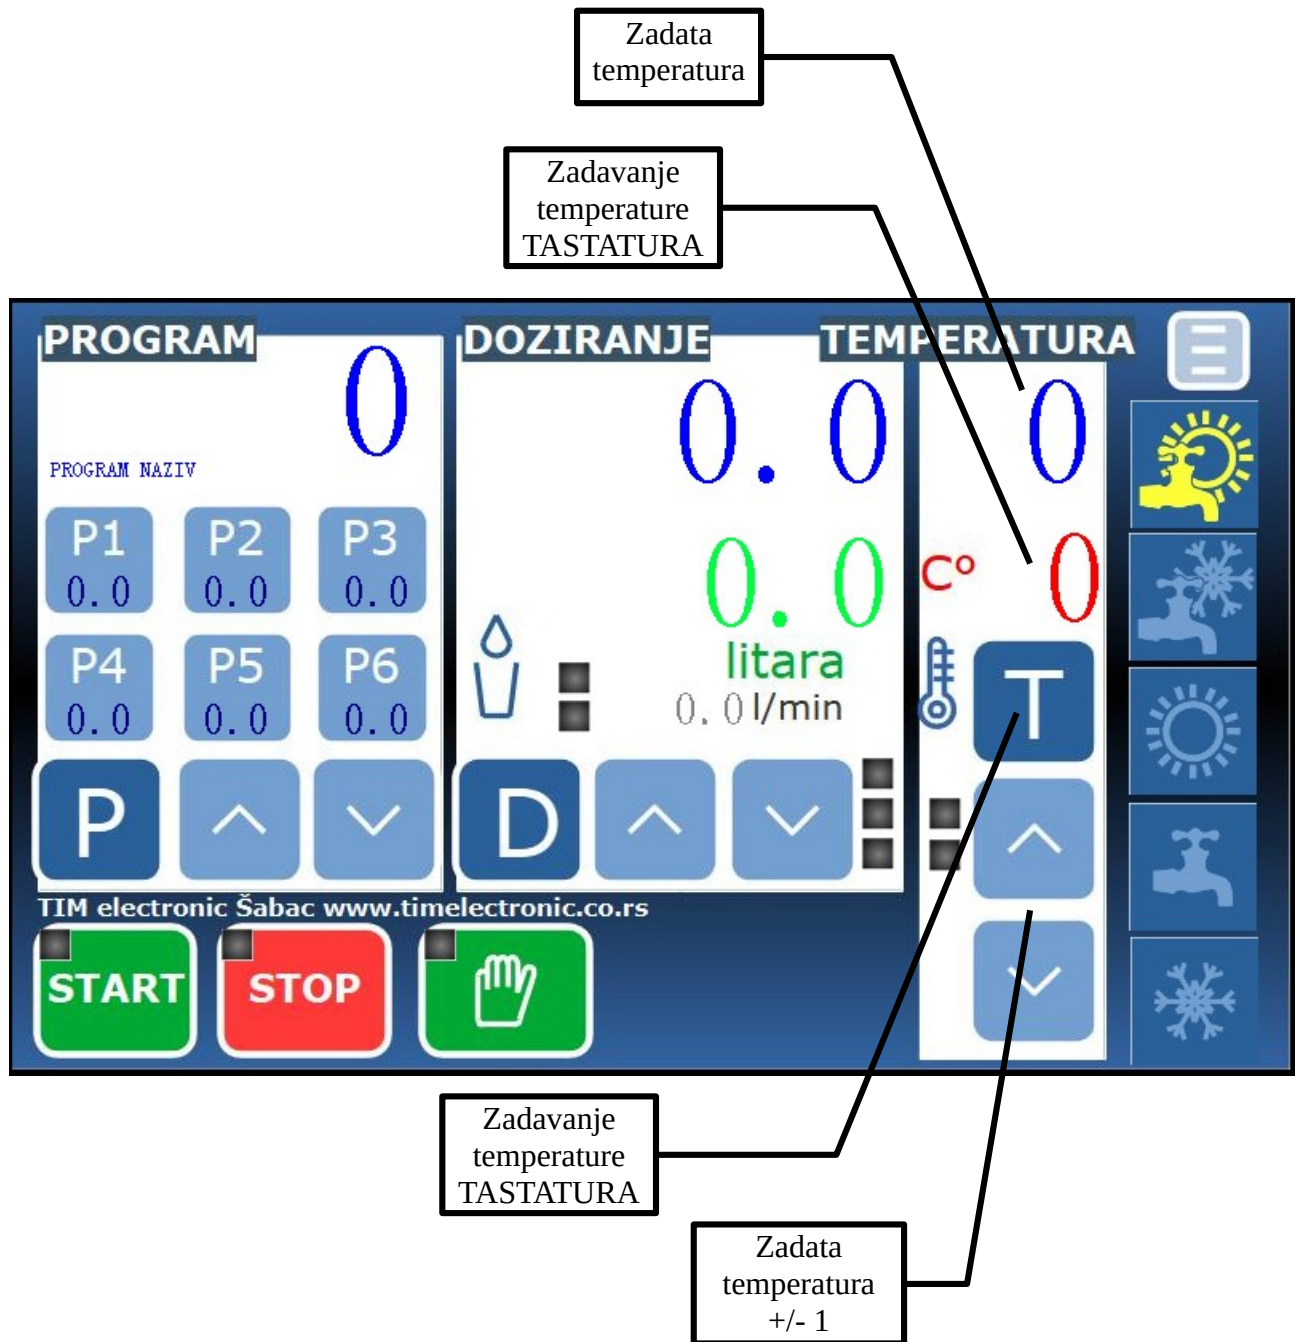 Zadata
temperatura
Zadavanje
temperature
TASTATURA
PROGRAM
DOZIRANJE
TEMPERATURA
0
0.0
0
PROGRAM NAZIV
0.0
C°
0
P1
P2
P3
0.0
0.0
0.0
litara
0.0 l/min
T
P4
P5
P6
0.0
0.0
0.0
P
D
TIM electronic Šabac www.timelectronic.co.rs
START
STOP
Zadavanje
temperature
TASTATURA
Zadata
temperatura
+/- 1